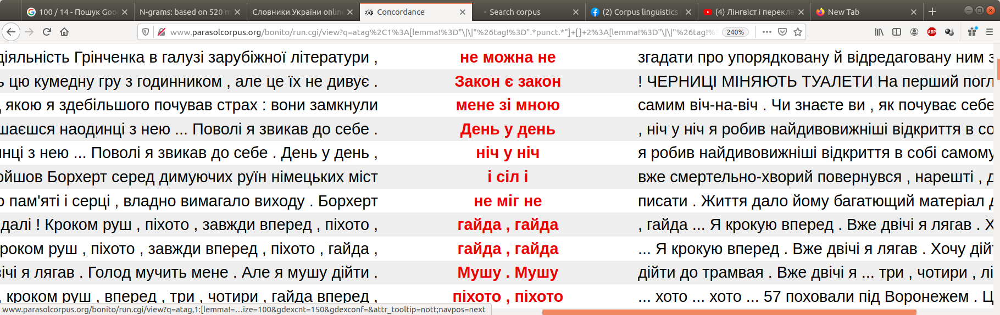 100 / 14 - Пошук Goo
N-grams: based on 520 m
Словники України online
Concordance
Search corpus
(2) Corpus linguistics
(4) Лінгвіст і перекла
New Tab
www.parasolcorpus.org/bonito/run.cgi/view?q=atag%2C1%3A[lemma!%3D"\|\|"%26tag!%3D".*punct.*"]+[]+2%3A[lemma!%3D"\|\|"%26tag!%
240%
діяльність Грінченка в галузі зарубіжної літератури , не можна не згадати про упорядковану й відредаговану ним з
ь цю кумедну гру з годинником , але це їх не дивує . Закон є закон ! ЧЕРНИЦІ МІНЯЮТЬ ТУАЛЕТИ На перший погл
, якою я здебільшого почував страх : вони замкнули мене зі мною самим віч-на-віч . Чи знаєте ви , як почуває себе
шаєшся наодинці з нею ... Поволі я звикав до себе . День у день , ніч у ніч я робив найдивовижніші відкриття в со
нці з нею ... Поволі я звикав до себе . День у день , ніч у ніч я робив найдивовижніші відкриття в собі самому
ойшов Борхерт серед димуючих руїн німецьких міст і сіл і вже смертельно-хворий повернувся , нарешті , д
о пам'яті і серці , владно вимагало виходу . Борхерт не міг не писати . Життя дало йому багатющий матеріал д
далі ! Кроком руш , піхото , завжди вперед , піхото , гайда , гайда , гайда ... Я крокую вперед . Вже двічі я лягав . Х
роком руш , піхото , завжди вперед , піхото , гайда , гайда , гайда ... Я крокую вперед . Вже двічі я лягав . Хочу дій
вічі я лягав . Голод мучить мене . Але я мушу дійти . Мушу . Мушу дійти до трамвая . Вже двічі я ... три , чотири , лі
, кроком руш , вперед , три , чотири , гайда вперед , піхото , піхото ... хото ... хото ... 57 поховали під Воронежем . Ц
www.parasolcorpus.org/bonito/run.cgi/view?q=atag,1:[lemma!=…ize=100&gdexcnt=150&gdexconf=&attr_tooltip=nott;navpos=next